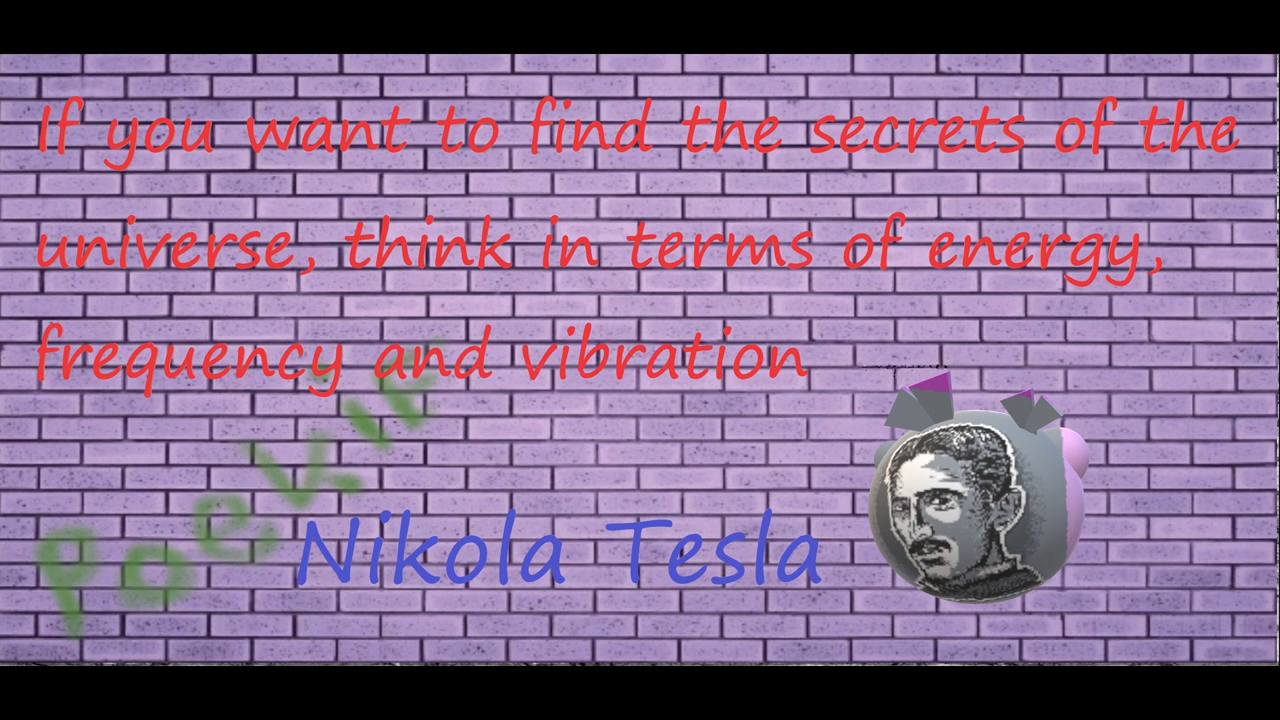 If you want to find the secrets of the
universe, think in terms of energy,
frequency and vibration
Nikola Tesla